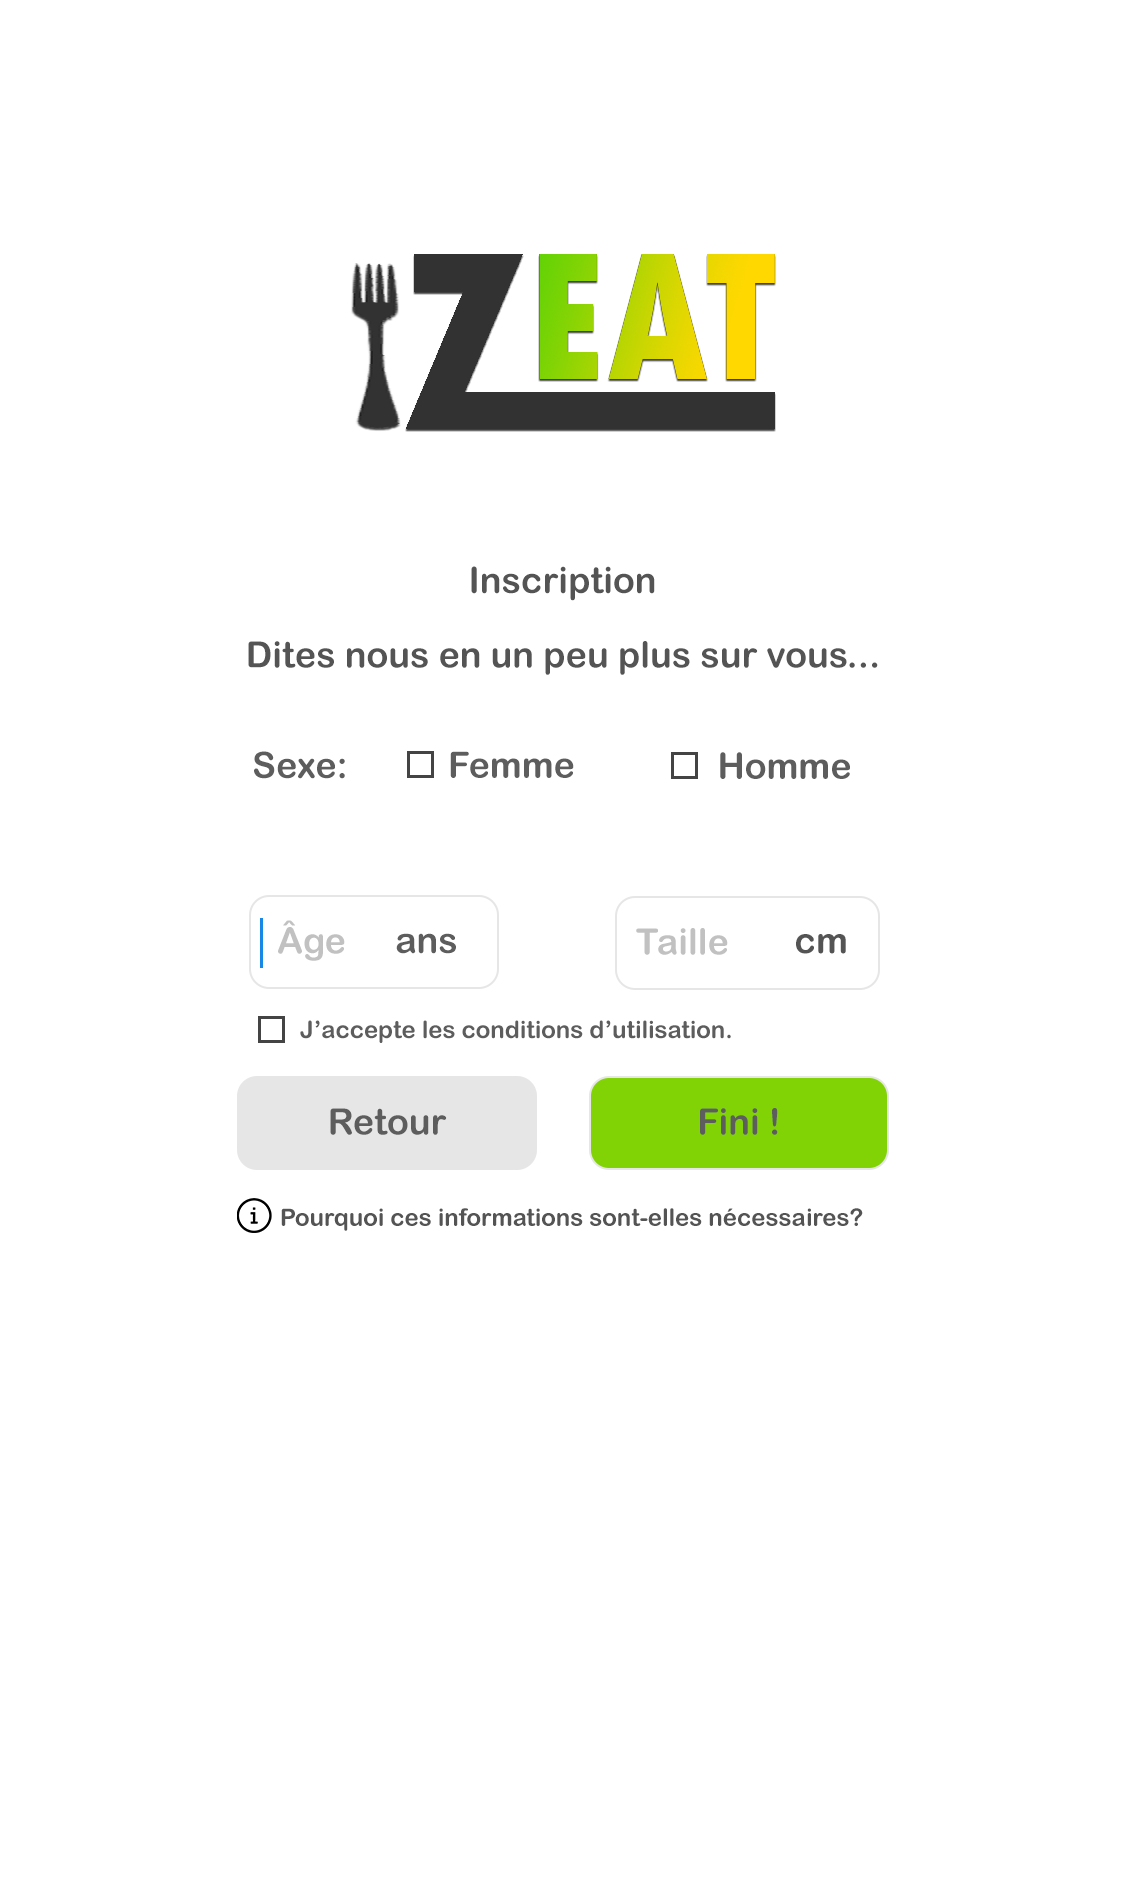 ZEAT
Inscription
Dites nous en un peu plus sur vous...
Sexe: Femme Homme
Âge ans Taille cm
J’accepte les conditions d’utilisation.
Retour Fini !
i Pourquoi ces informations sont-elles nécessaires?